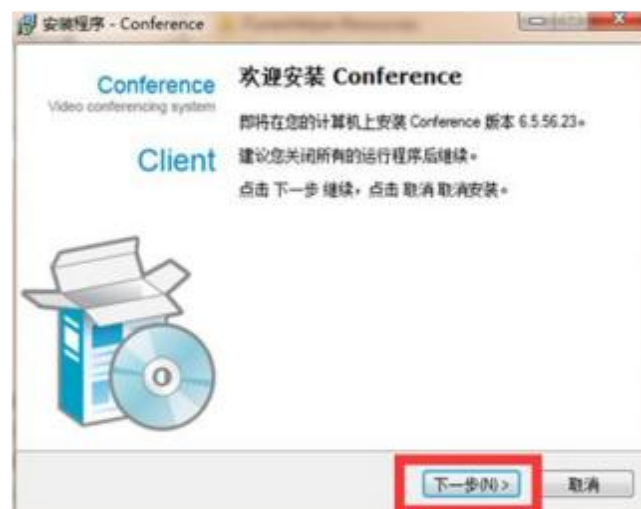 安装程序 - Conference
Conference
Video conferencing system
Client
欢迎安装 Conference
即将在您的计算机上安装 Conference 版本 6.5.56.23。
建议您关闭所有的运行程序后继续。
点击 下一步 继续，点击 取消 取消安装。
下一步(N) >
取消